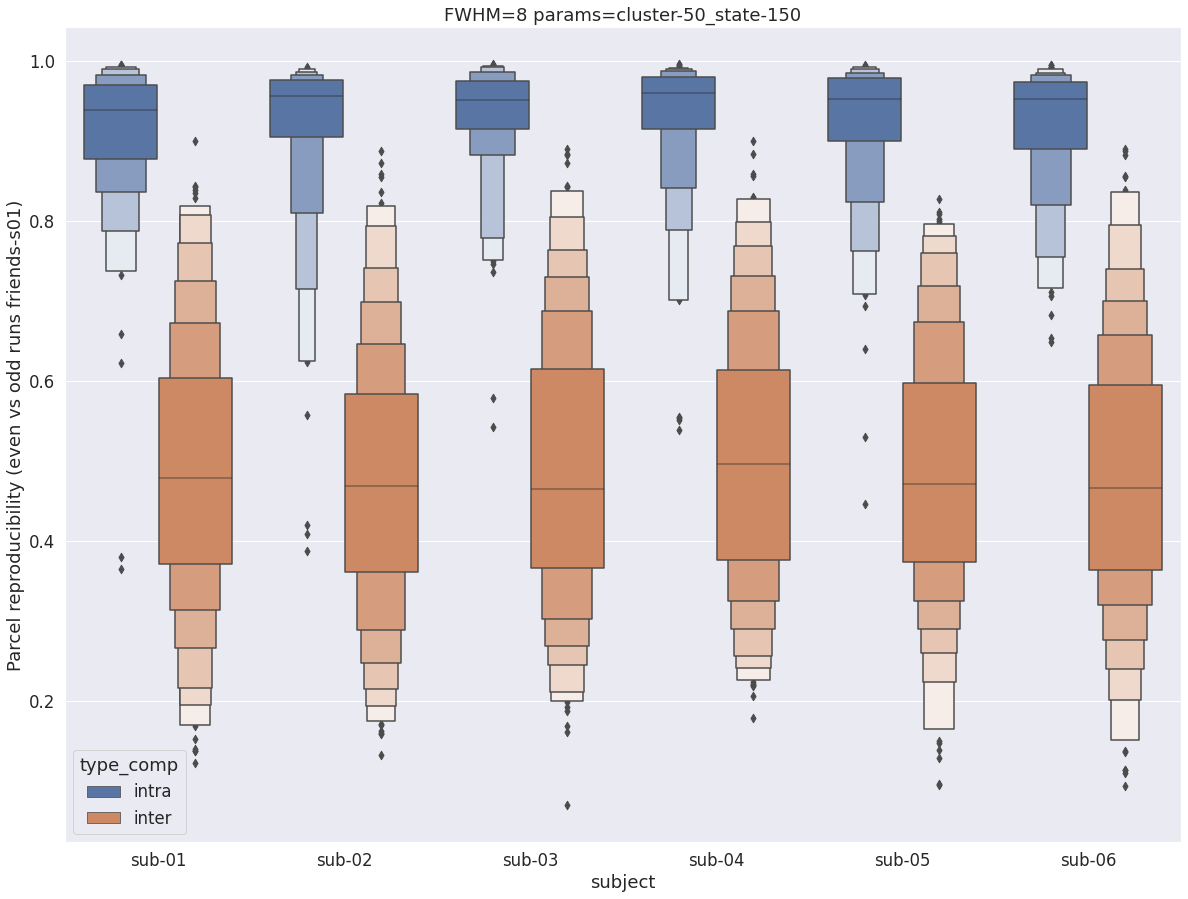 FWHM=8 params=cluster-50_state-150
Parcel reproducibility (even vs odd runs friends-s01)
1.0
0.8
0.6
0.4
0.2
type_comp
intra
inter
sub-01
sub-02
sub-03
sub-04
sub-05
sub-06
subject